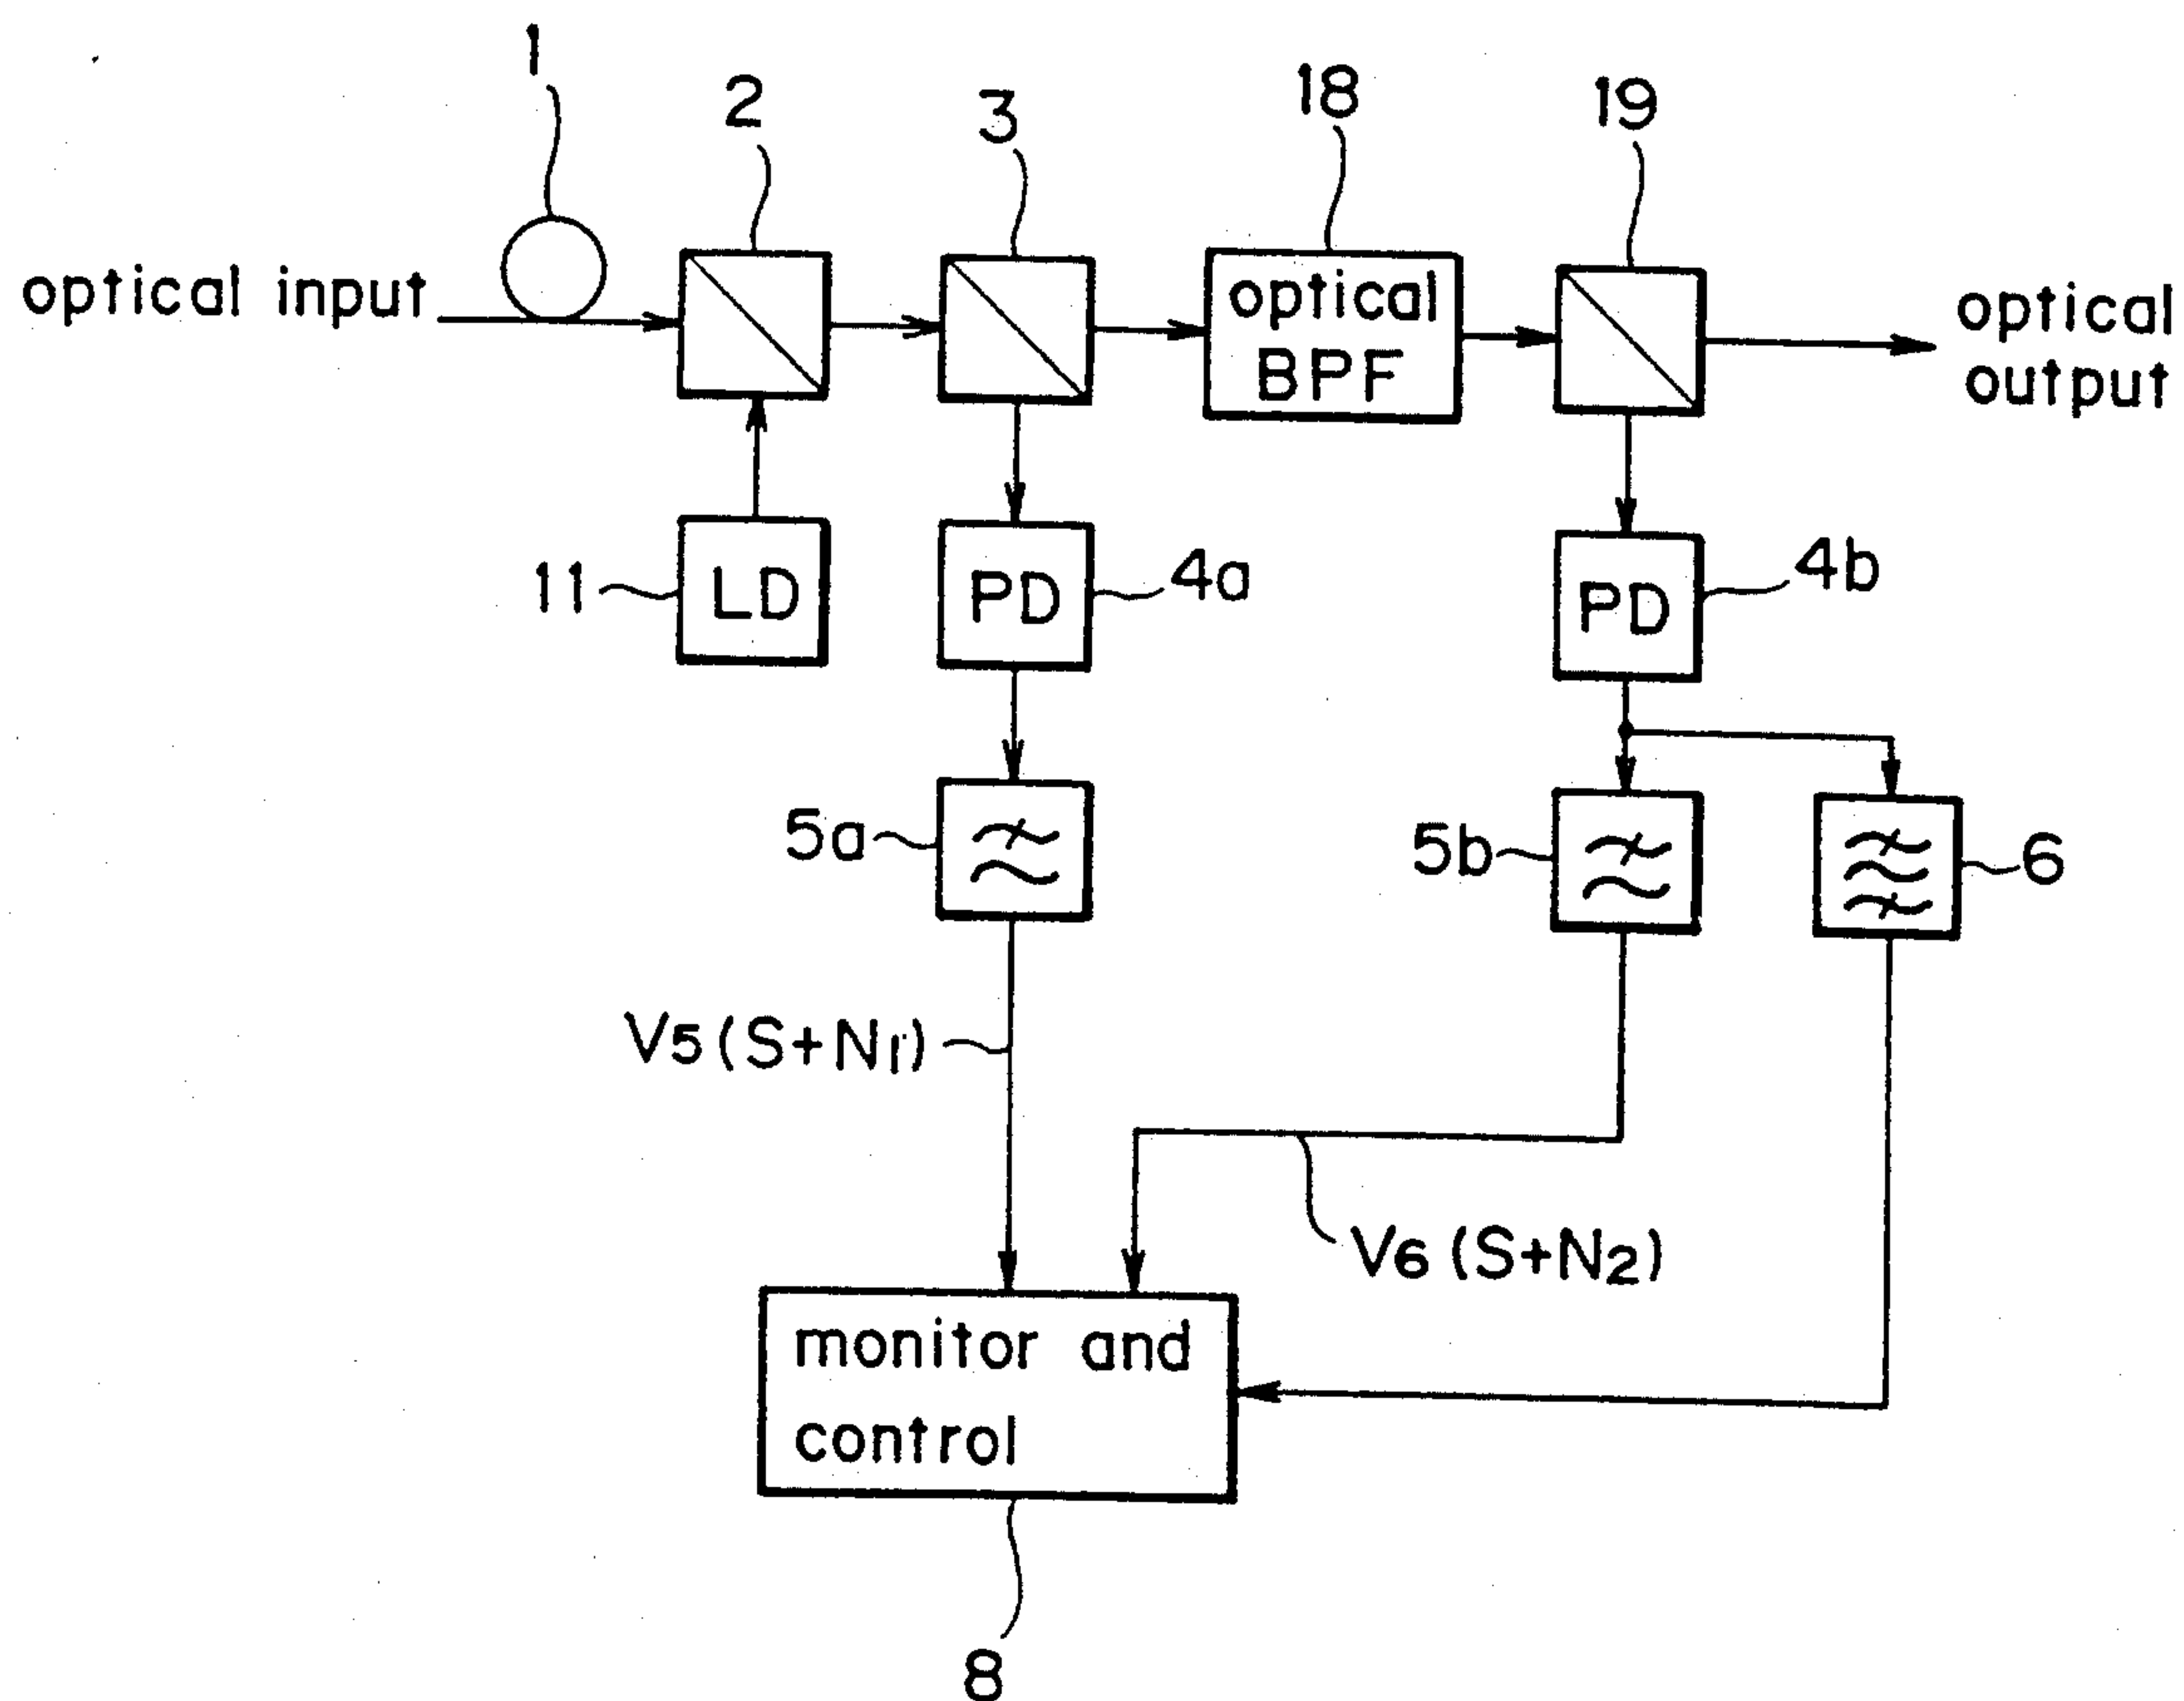 1
2
3
18
19
optical input
optical
BPF
optical
output
11
LD
PD
4a
PD
4b
5a
5b
6
V5(S+N1)
V6(S+N2)
monitor and
control
8